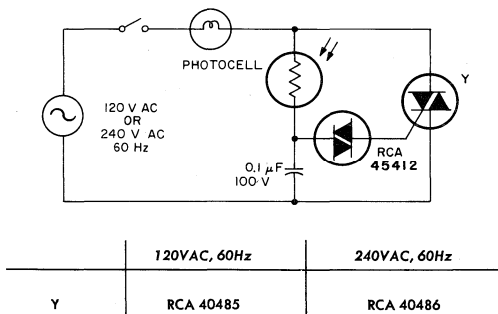 PHOTOCELL
120 V AC
OR
240 V AC
60 Hz
Y
RCA
45412
0.1 µF
100 V
120VAC, 60Hz 240VAC, 60Hz
Y RCA 40485 RCA 40486